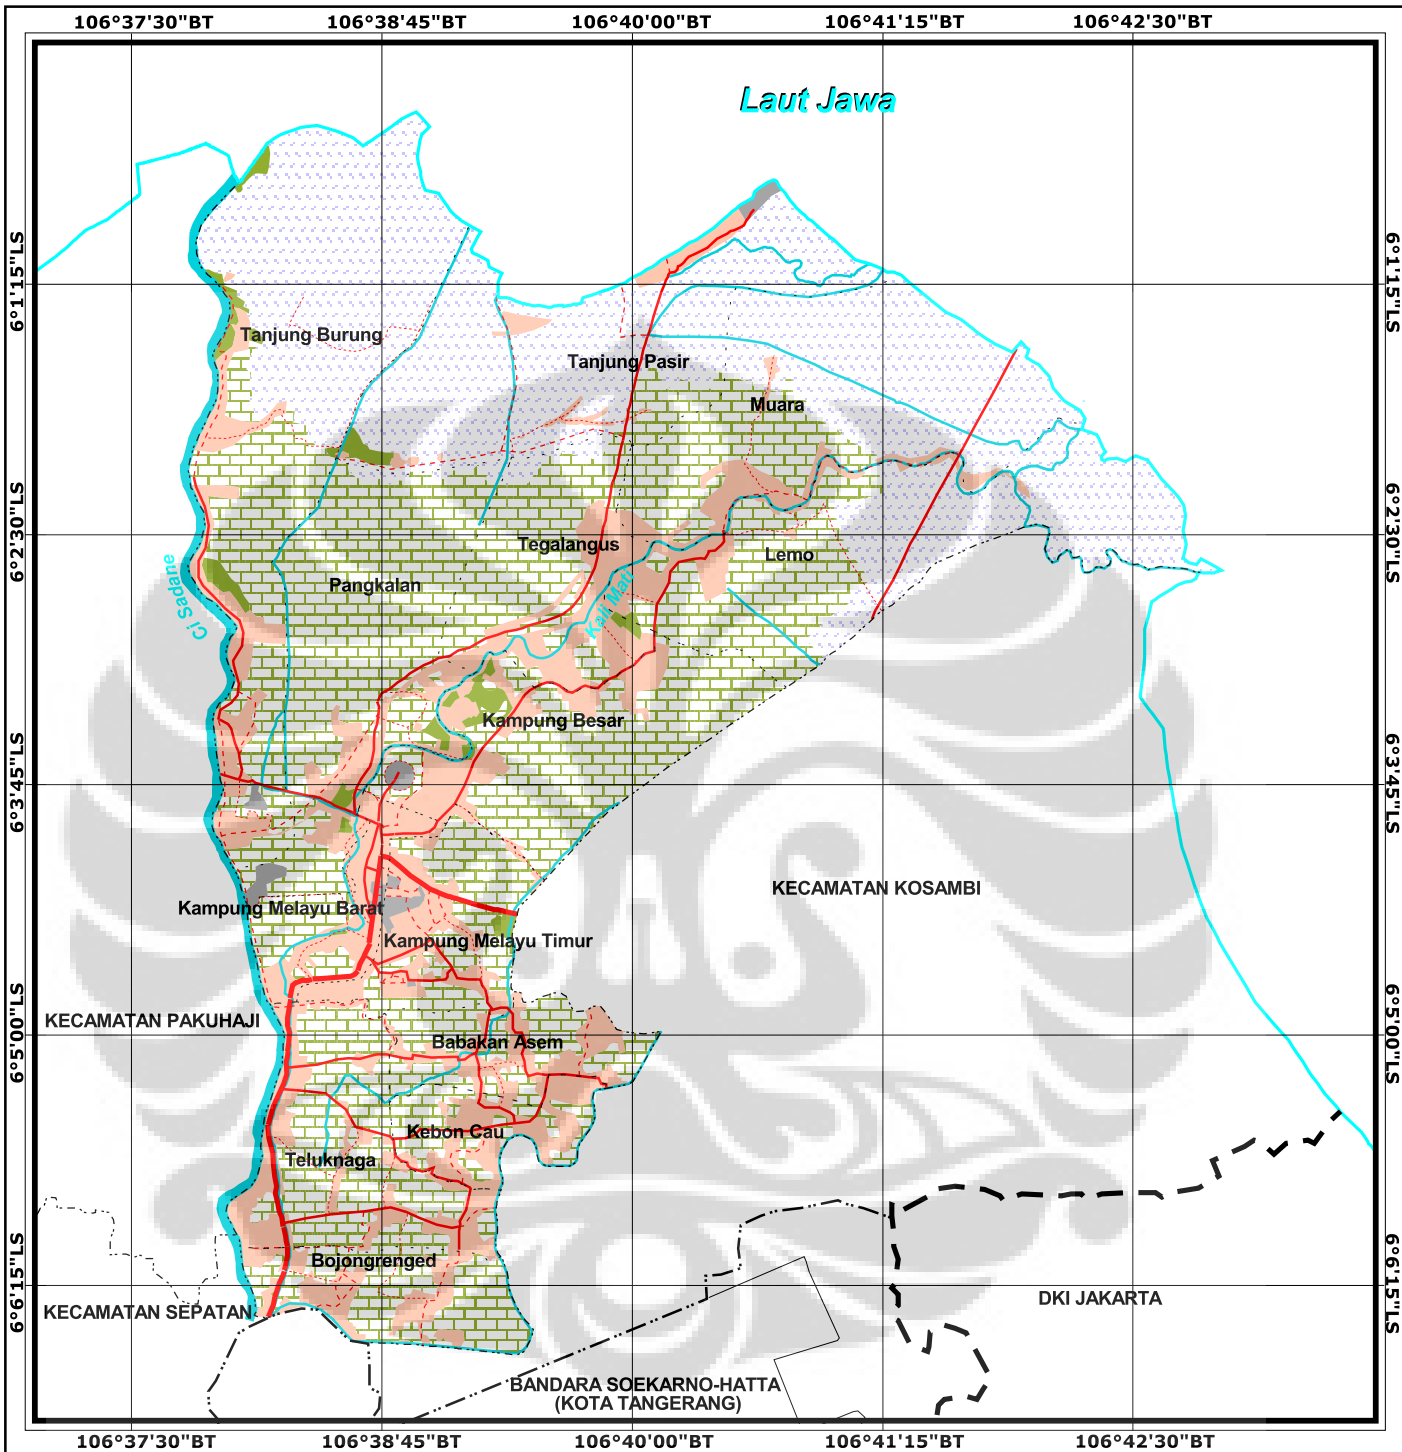 106°37'30"BT 106°38'45"BT 106°40'00"BT 106°41'15"BT 106°42'30"BT
Laut Jawa
6°1'15"LS
6°1'15"LS
Tanjung Burung
Tanjung Pasir
Muara
6°2'30"LS
6°2'30"LS
Tegalangus
Lemo
Ci Sadane
Pangkalan
Kali Mati
Kampung Besar
6°3'45"LS
6°3'45"LS
KECAMATAN KOSAMBI
Kampung Melayu Barat
Kampung Melayu Timur
KECAMATAN PAKUHAJI
6°5'00"LS
6°5'00"LS
Babakan Asem
Kebon Cau
Teluknaga
Bojongrenged
6°6'15"LS
6°6'15"LS
KECAMATAN SEPATAN
DKI JAKARTA
BANDARA SOEKARNO-HATTA
(KOTA TANGERANG)
106°37'30"BT 106°38'45"BT 106°40'00"BT 106°41'15"BT 106°42'30"BT